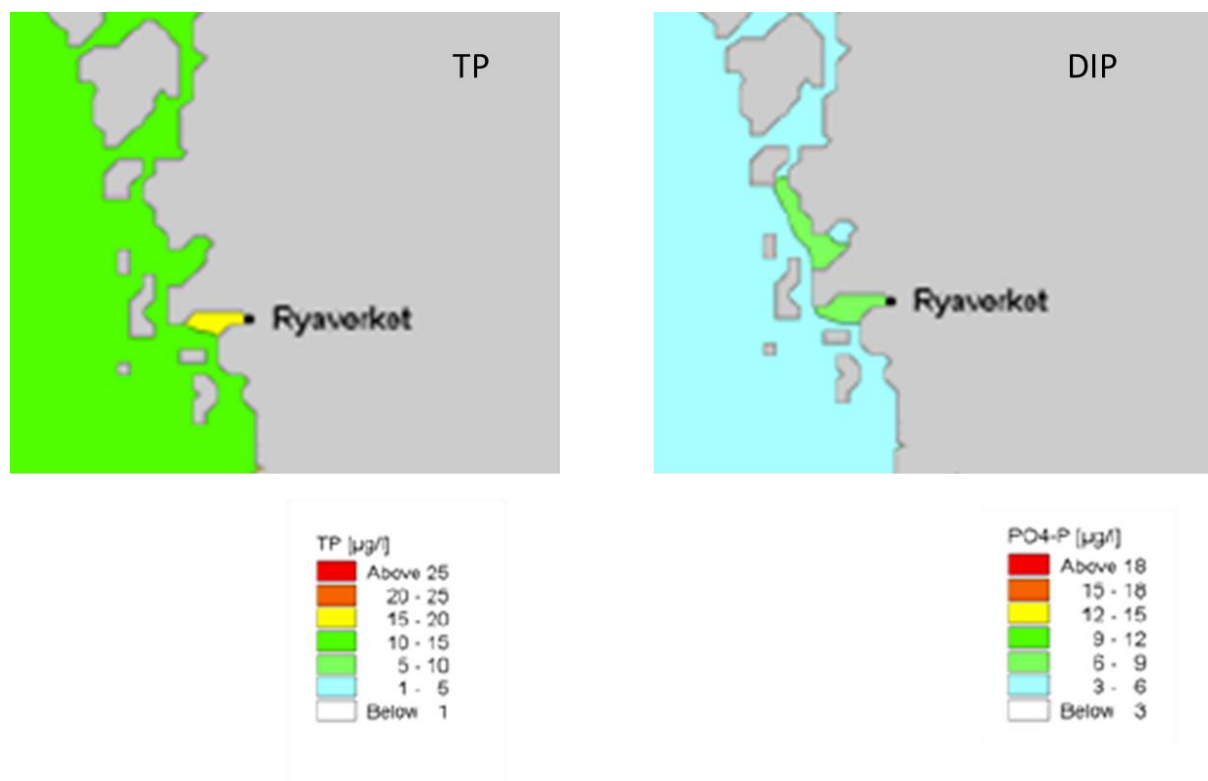 TP
Ryaverket
TP [µg/l]
Above 25
20 - 25
15 - 20
10 - 15
5 - 10
1 - 5
Below 1
DIP
Ryaverket
PO4-P [µg/l]
Above 18
15 - 18
12 - 15
9 - 12
6 - 9
3 - 6
Below 3